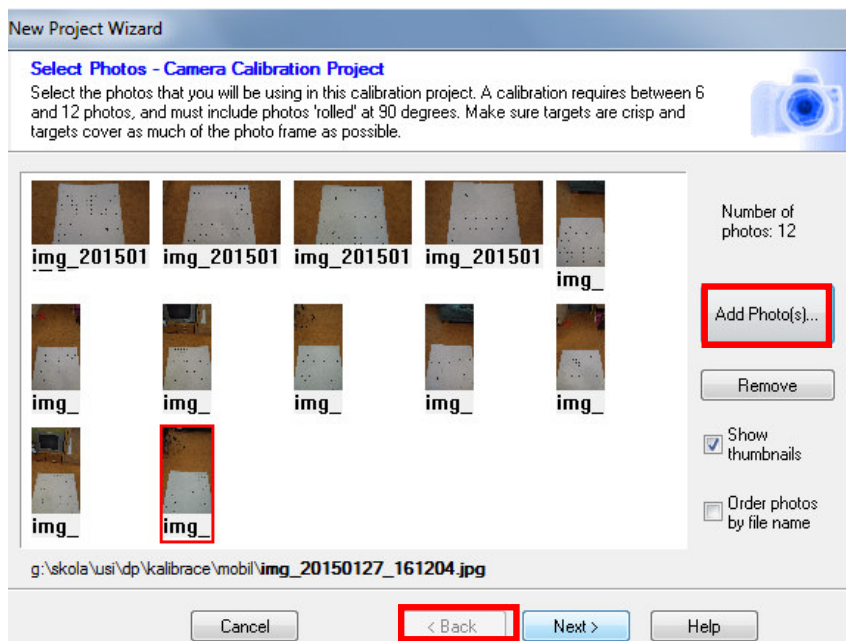 New Project Wizard
Select Photos - Camera Calibration Project
Select the photos that you will be using in this calibration project. A calibration requires between 6
and 12 photos, and must include photos 'rolled' at 90 degrees. Make sure targets are crisp and
targets cover as much of the photo frame as possible.
img_201501 img_201501 img_201501 img_201501 img_
Number of
photos: 12
Add Photo(s)...
img_ img_ img_ img_ img_
Remove
Show
thumbnails
img_ img_
Order photos
by file name
g:\skola\usi\dp\kalibrace\mobil\img_20150127_161204.jpg
Cancel < Back Next > Help